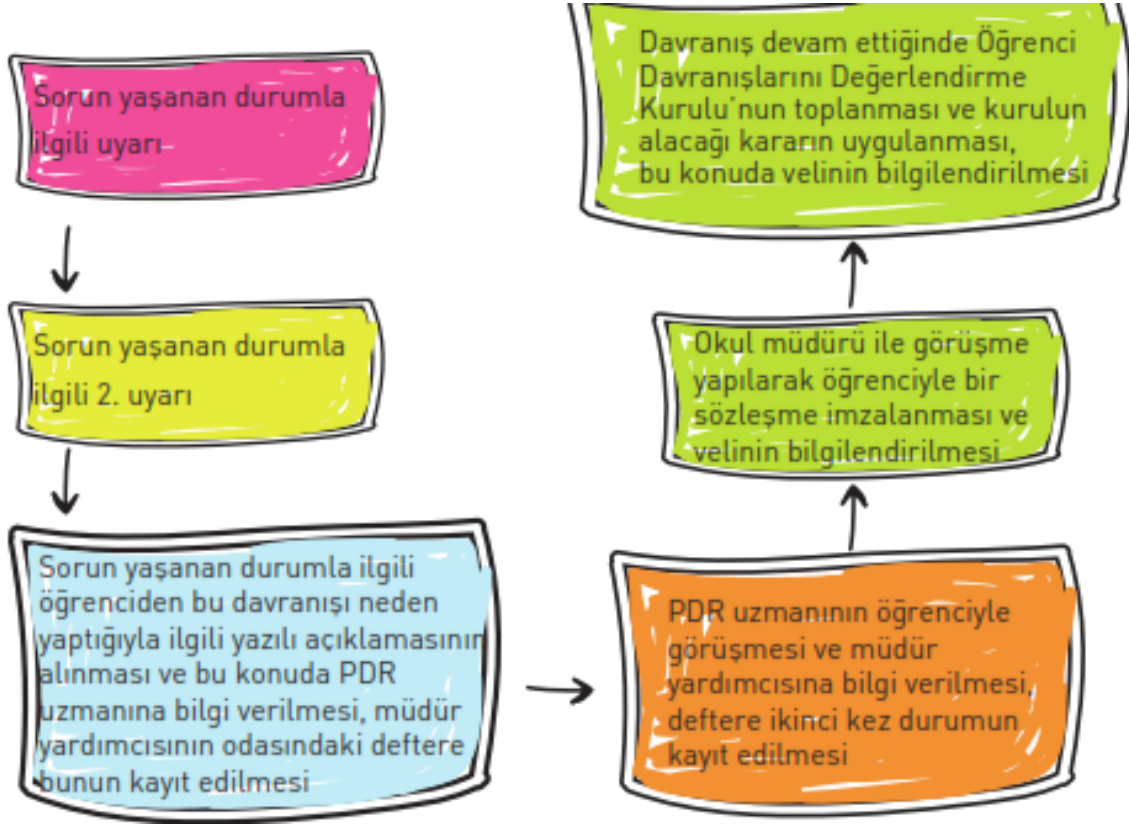 Sorun yaşanan durumla
ilgili uyarı
Sorun yaşanan durumla
ilgili 2. uyarı
Sorun yaşanan durumla ilgili
öğrenciden bu davranışı neden
yaptığıyla ilgili yazılı açıklamasının
alınması ve bu konuda PDR
uzmanına bilgi verilmesi, müdür
yardımcısının odasındaki deftere
bunun kayıt edilmesi
PDR uzmanının öğrenciyle
görüşmesi ve müdür
yardımcısına bilgi verilmesi,
deftere ikinci kez durumun
kayıt edilmesi
Okul müdürü ile görüşme
yapılarak öğrenciyle bir
sözleşme imzalanması ve
velinin bilgilendirilmesi
Davranış devam ettiğinde Öğrenci
Davranışlarını Değerlendirme
Kurulu'nun toplanması ve kurulun
alacağı kararın uygulanması,
bu konuda velinin bilgilendirilmesi